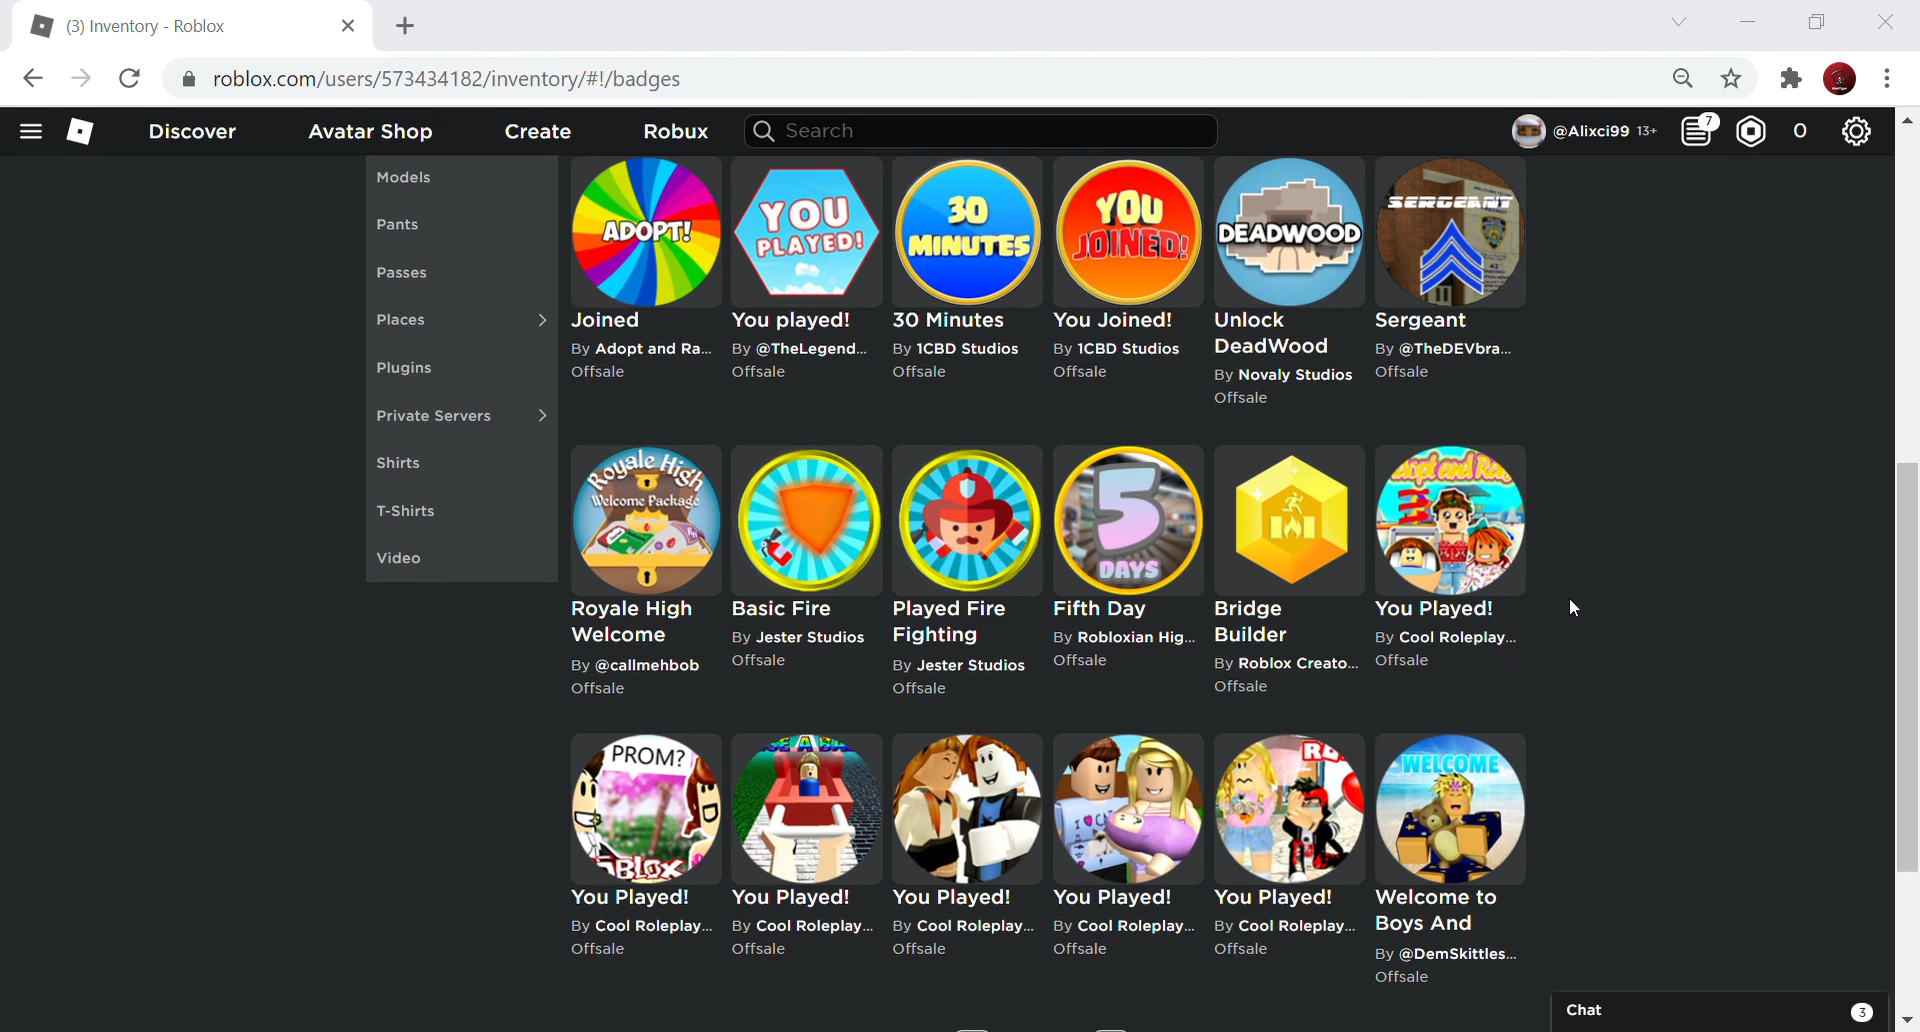 (3) Inventory - Roblox
roblox.com/users/573434182/inventory/#!/badges
Discover
Avatar Shop
Create
Robux
Search
@Alixci99 13+
7
0
Models
Pants
Passes
Places
Plugins
Private Servers
Shirts
T-Shirts
Video
ADOPT!
YOU
PLAYED!
30
MINUTES
YOU
JOINED!
DEADWOOD
SERGEANT
Joined
By Adopt and Ra...
Offsale
You played!
By @TheLegend...
Offsale
30 Minutes
By 1CBD Studios
Offsale
You Joined!
By 1CBD Studios
Offsale
Unlock
DeadWood
By Novaly Studios
Offsale
Sergeant
By @TheDEVbra...
Offsale
Royale High
Welcome Package
5
DAYS
Adopt and Ra
Royale High
Welcome
By @callmehbob
Offsale
Basic Fire
By Jester Studios
Offsale
Played Fire
Fighting
By Jester Studios
Offsale
Fifth Day
By Robloxian Hig...
Offsale
Bridge
Builder
By Roblox Creato...
Offsale
You Played!
By Cool Roleplay...
Offsale
PROM?
I ♥ CA
RO
WELCOME
You Played!
By Cool Roleplay...
Offsale
You Played!
By Cool Roleplay...
Offsale
You Played!
By Cool Roleplay...
Offsale
You Played!
By Cool Roleplay...
Offsale
You Played!
By Cool Roleplay...
Offsale
Welcome to
Boys And
By @DemSkittles...
Offsale
Chat
3